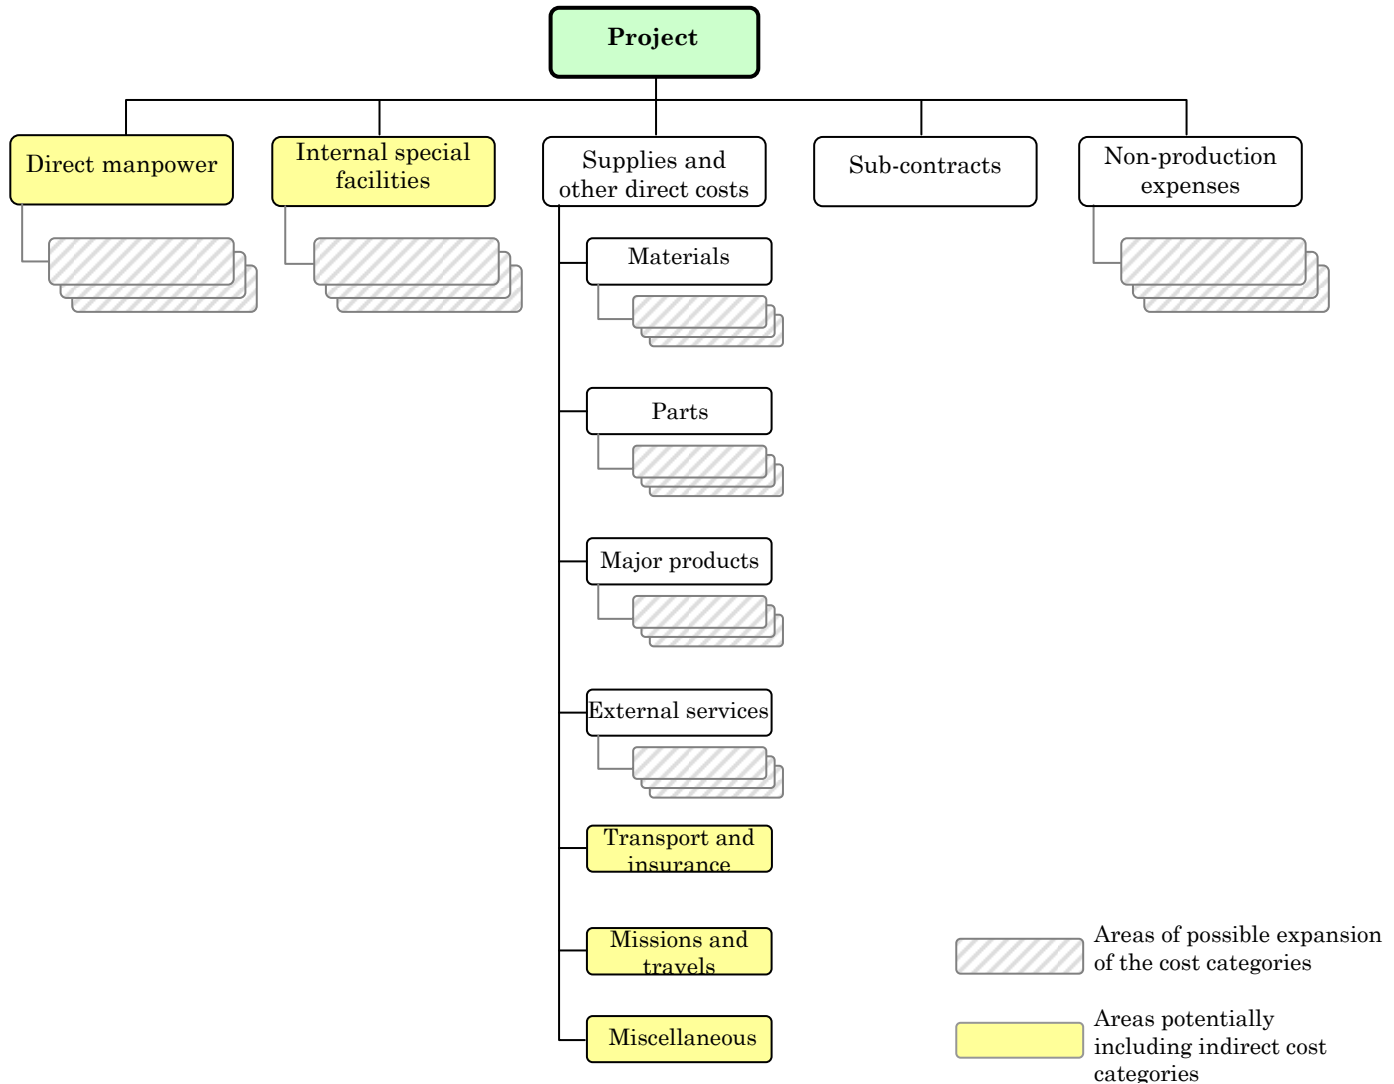 Project
Direct manpower
Internal special
facilities
Supplies and
other direct costs
Sub-contracts
Non-production
expenses
Materials
Parts
Major products
External services
Transport and
insurance
Missions and
travels
Miscellaneous
Areas of possible expansion
of the cost categories
Areas potentially
including indirect cost
categories